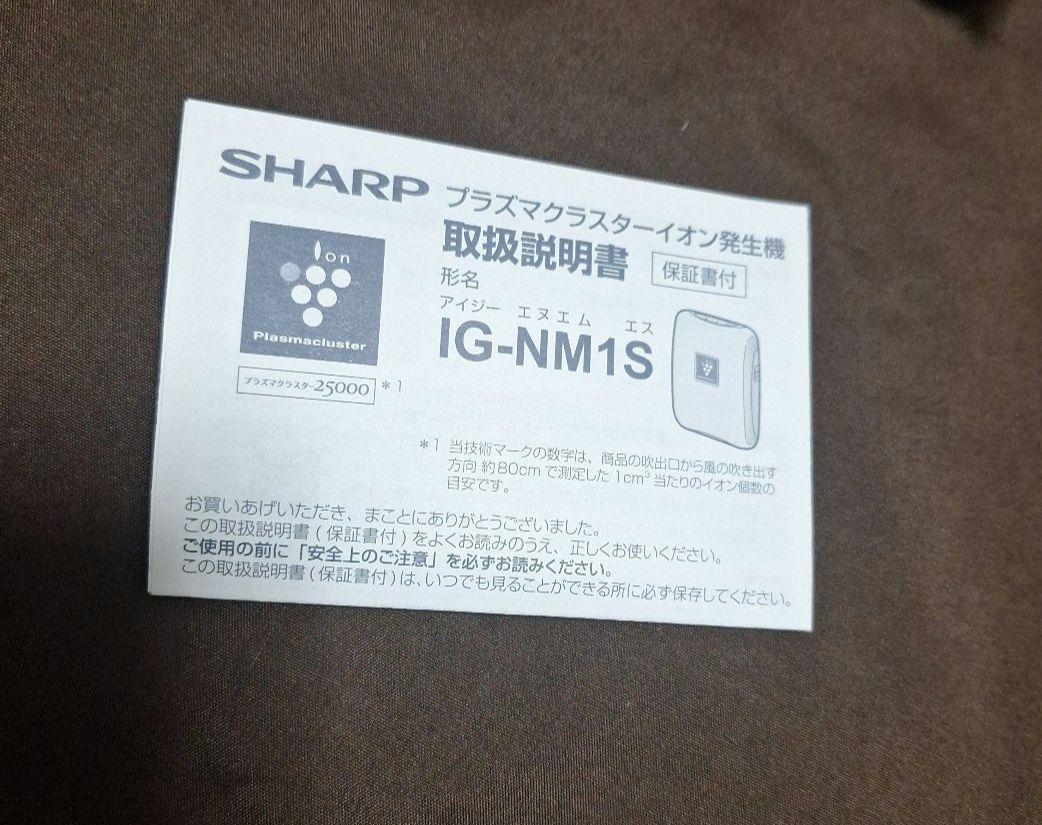 SHARP
プラズマクラスターイオン発生機
取扱説明書
保証書付
形名
アイジー エヌエム エス
IG-NM1S
Ion
Plasmacluster
プラズマクラスター25000 *1
*1 当技術マークの数字は、商品の吹出口から風の吹き出す
方向 約80cm で測定した 1cm³ 当たりのイオン個数の
目安です。
お買いあげいただき、まことにありがとうございました。
この取扱説明書(保証書付)をよくお読みのうえ、正しくお使いください。
ご使用の前に「安全上のご注意」を必ずお読みください。
この取扱説明書(保証書付)は、いつでも見ることができる所に必ず保存してください。